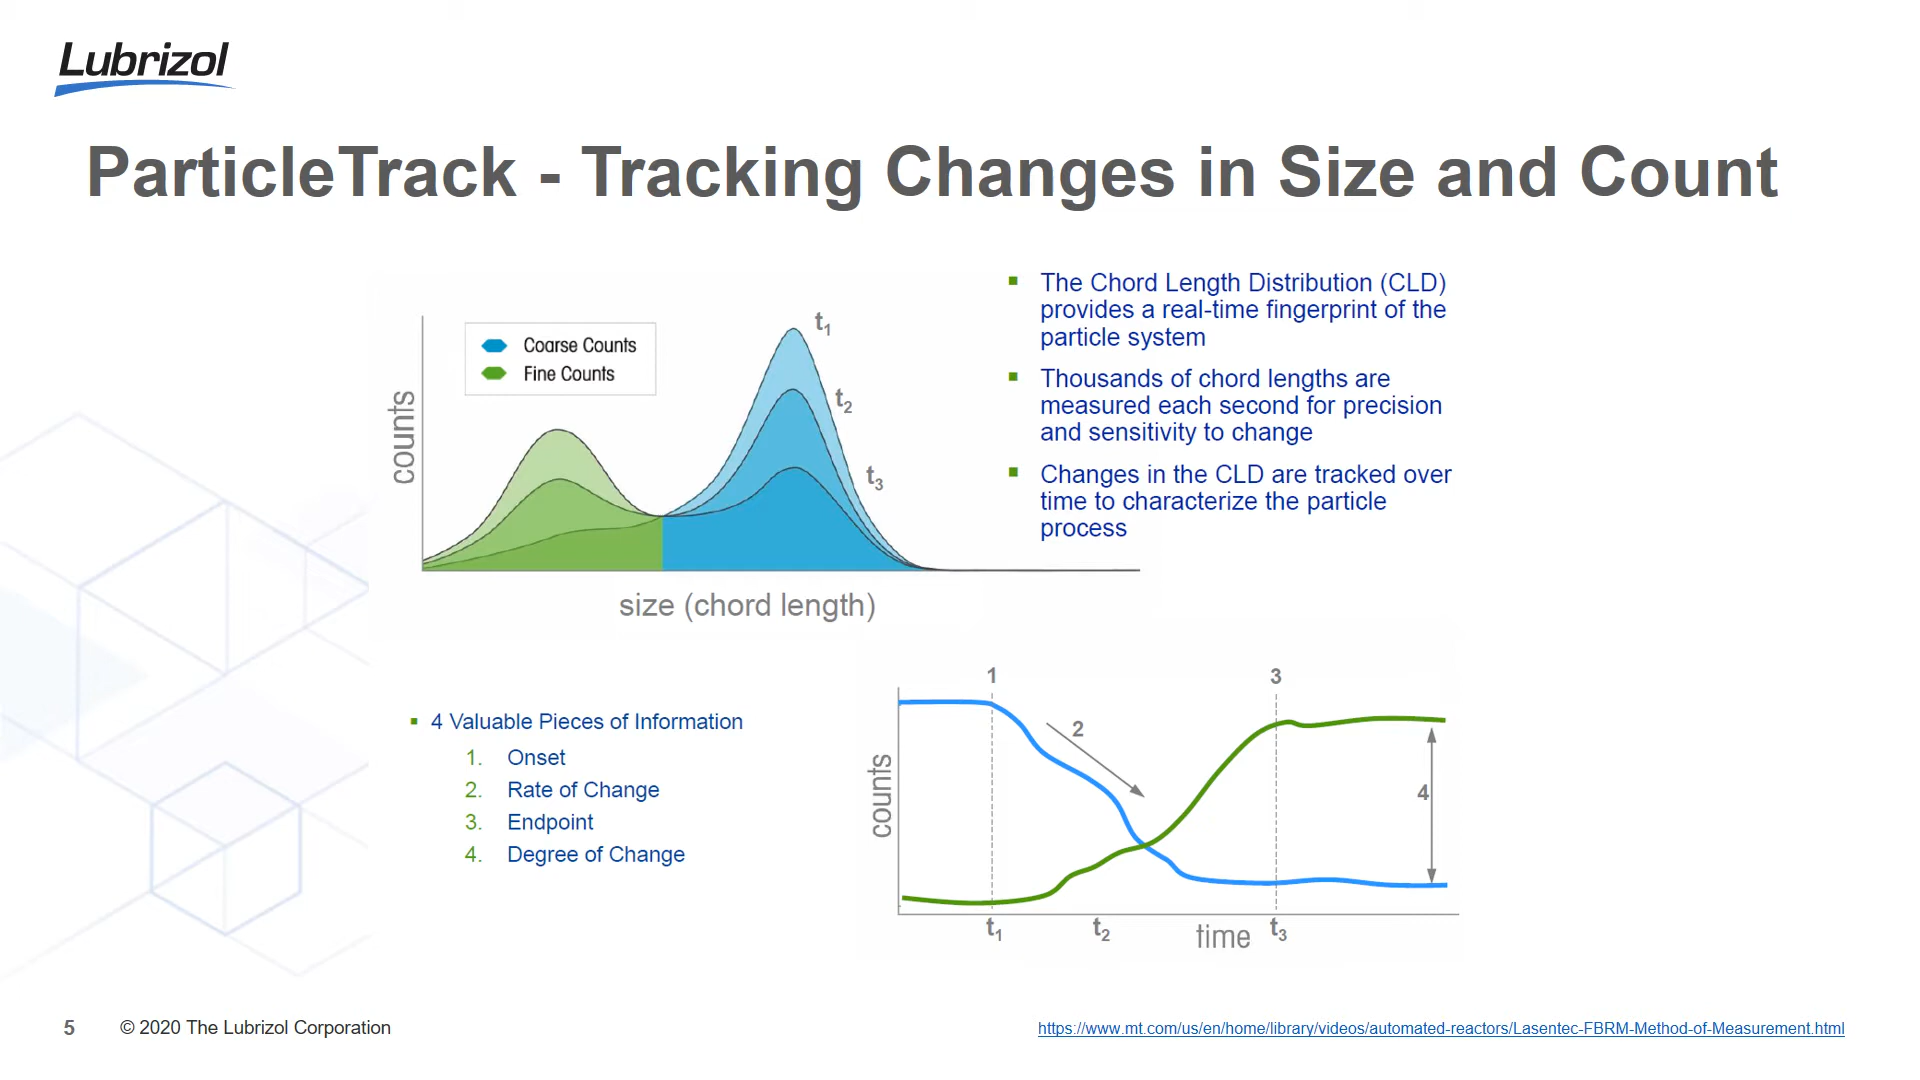 Lubrizol
ParticleTrack - Tracking Changes in Size and Count
counts
Coarse Counts
Fine Counts
t1
t2
t3
size (chord length)
▪ The Chord Length Distribution (CLD)
provides a real-time fingerprint of the
particle system
▪ Thousands of chord lengths are
measured each second for precision
and sensitivity to change
▪ Changes in the CLD are tracked over
time to characterize the particle
process
▪ 4 Valuable Pieces of Information
1. Onset
2. Rate of Change
3. Endpoint
4. Degree of Change
counts
1
2
3
4
t1
t2
time
t3
5
© 2020 The Lubrizol Corporation
https://www.mt.com/us/en/home/library/videos/automated-reactors/Lasentec-FBRM-Method-of-Measurement.html